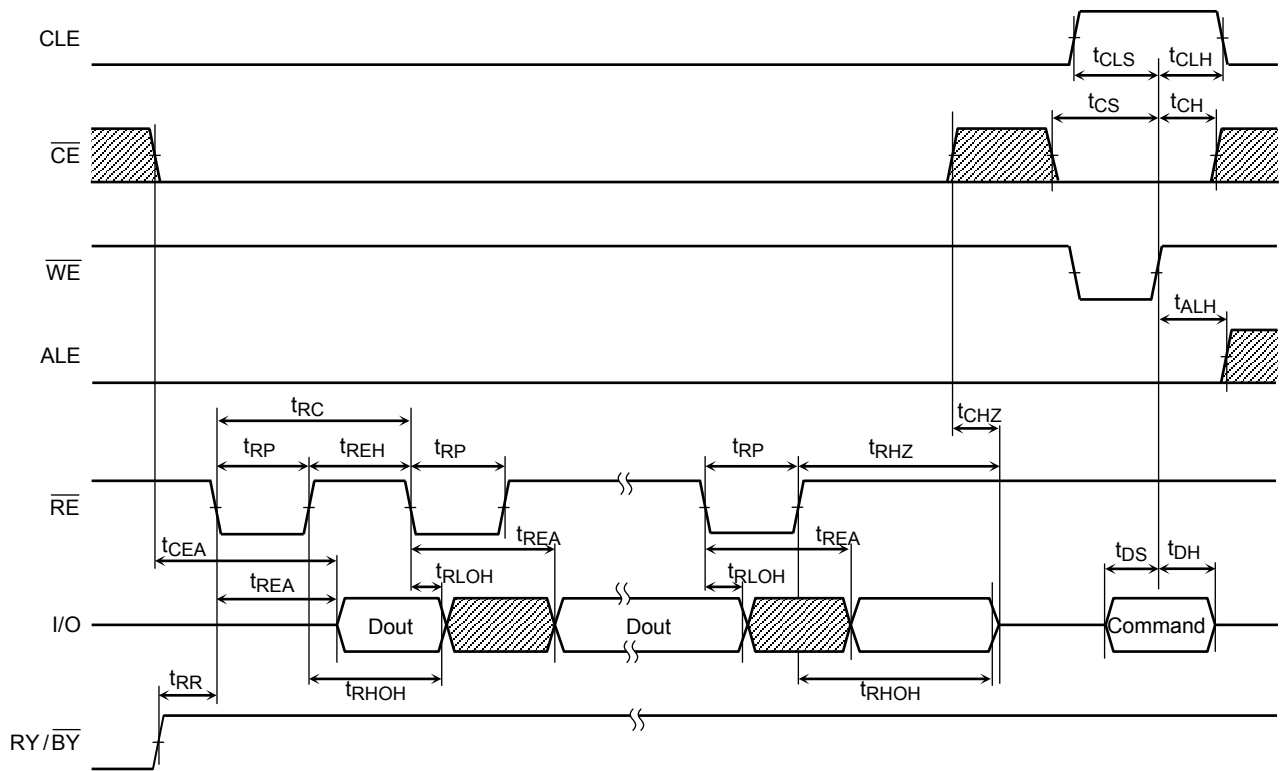 CLE
tCLS tCLH
tCS tCH
CE
WE
tALH
ALE
tRC
tCHZ
tRP tREH tRP tRP tRHZ
RE
tCEA tREA tREA
tREA tRLOH tRLOH tDS tDH
I/O Dout Dout Command
tRR tRHOH tRHOH
RY/BY